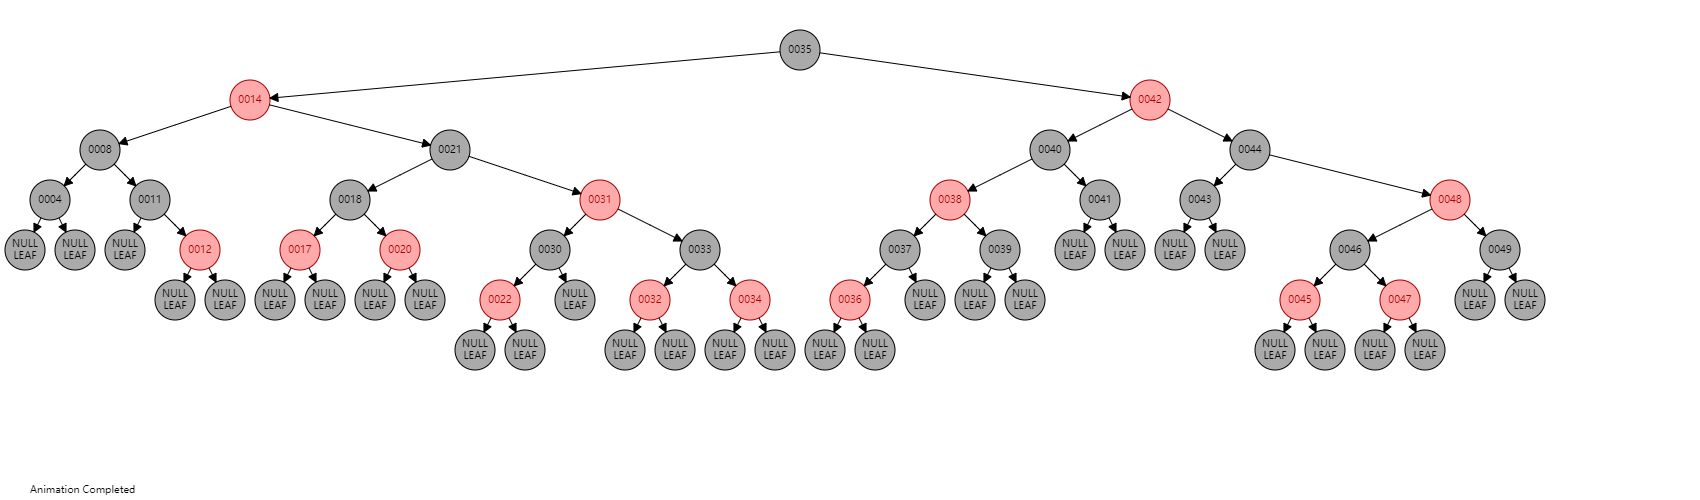 0035
0014
0042
0008
0021
0040
0044
0004
0011
0018
0031
0038
0041
0043
0048
NULL
LEAF
NULL
LEAF
NULL
LEAF
0012
0017
0020
0030
0033
0037
0039
NULL
LEAF
NULL
LEAF
NULL
LEAF
NULL
LEAF
0046
0049
NULL
LEAF
NULL
LEAF
NULL
LEAF
NULL
LEAF
NULL
LEAF
NULL
LEAF
0022
NULL
LEAF
0032
0034
0036
NULL
LEAF
NULL
LEAF
NULL
LEAF
0045
0047
NULL
LEAF
NULL
LEAF
NULL
LEAF
NULL
LEAF
NULL
LEAF
NULL
LEAF
NULL
LEAF
NULL
LEAF
NULL
LEAF
NULL
LEAF
NULL
LEAF
NULL
LEAF
NULL
LEAF
NULL
LEAF
Animation Completed